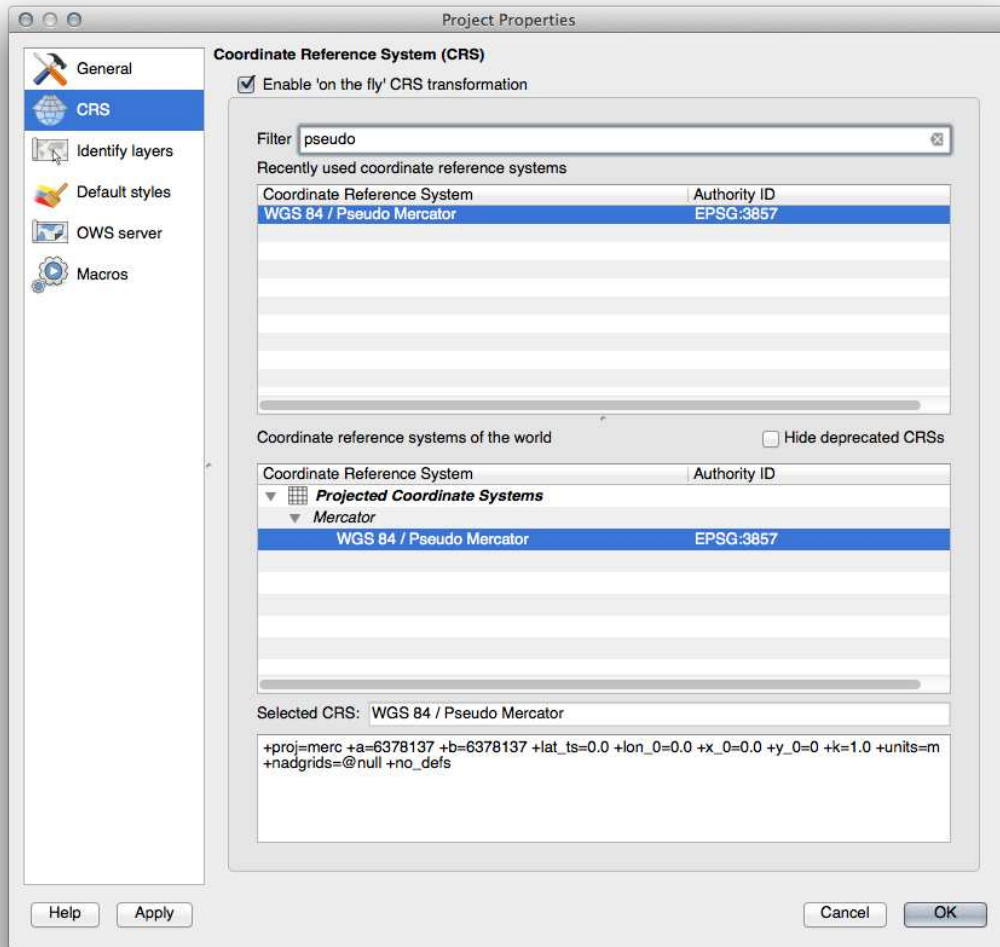 Project Properties
General
CRS
Identify layers
Default styles
OWS server
Macros
Coordinate Reference System (CRS)
Enable 'on the fly' CRS transformation
Filter pseudo
Recently used coordinate reference systems
Coordinate Reference System Authority ID
WGS 84 / Pseudo Mercator EPSG:3857
Coordinate reference systems of the world Hide deprecated CRSs
Coordinate Reference System Authority ID
Projected Coordinate Systems
Mercator
WGS 84 / Pseudo Mercator EPSG:3857
Selected CRS: WGS 84 / Pseudo Mercator
+proj=merc +a=6378137 +b=6378137 +lat_ts=0.0 +lon_0=0.0 +x_0=0.0 +y_0=0 +k=1.0 +units=m
+nadgrids=@null +no_defs
Help Apply Cancel OK